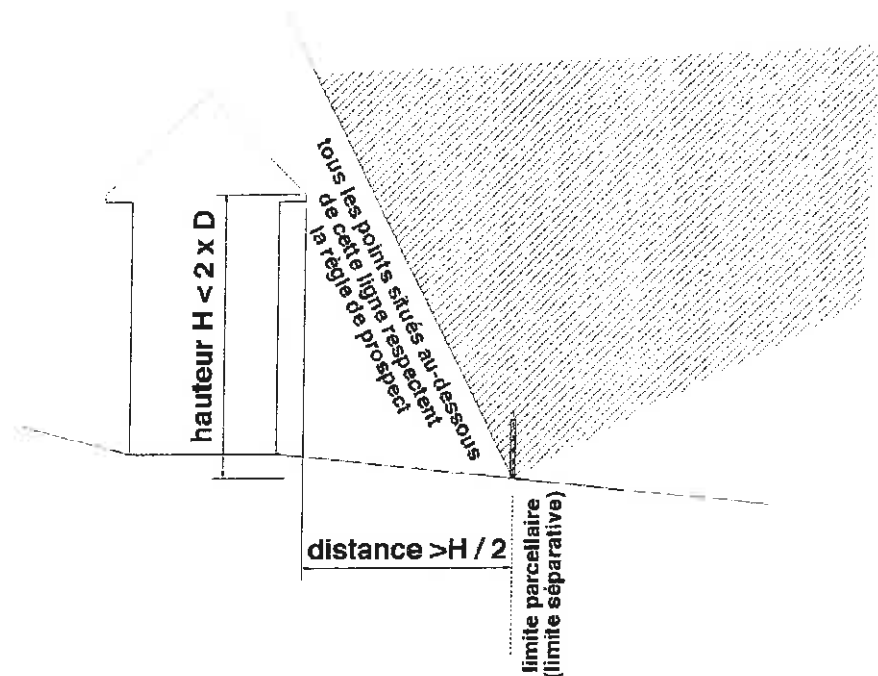 hauteur H < 2 x D
tous les points situés au-dessous
de cette ligne respectent
la règle de prospect
distance >H / 2
limite parcellaire
(limite séparative)